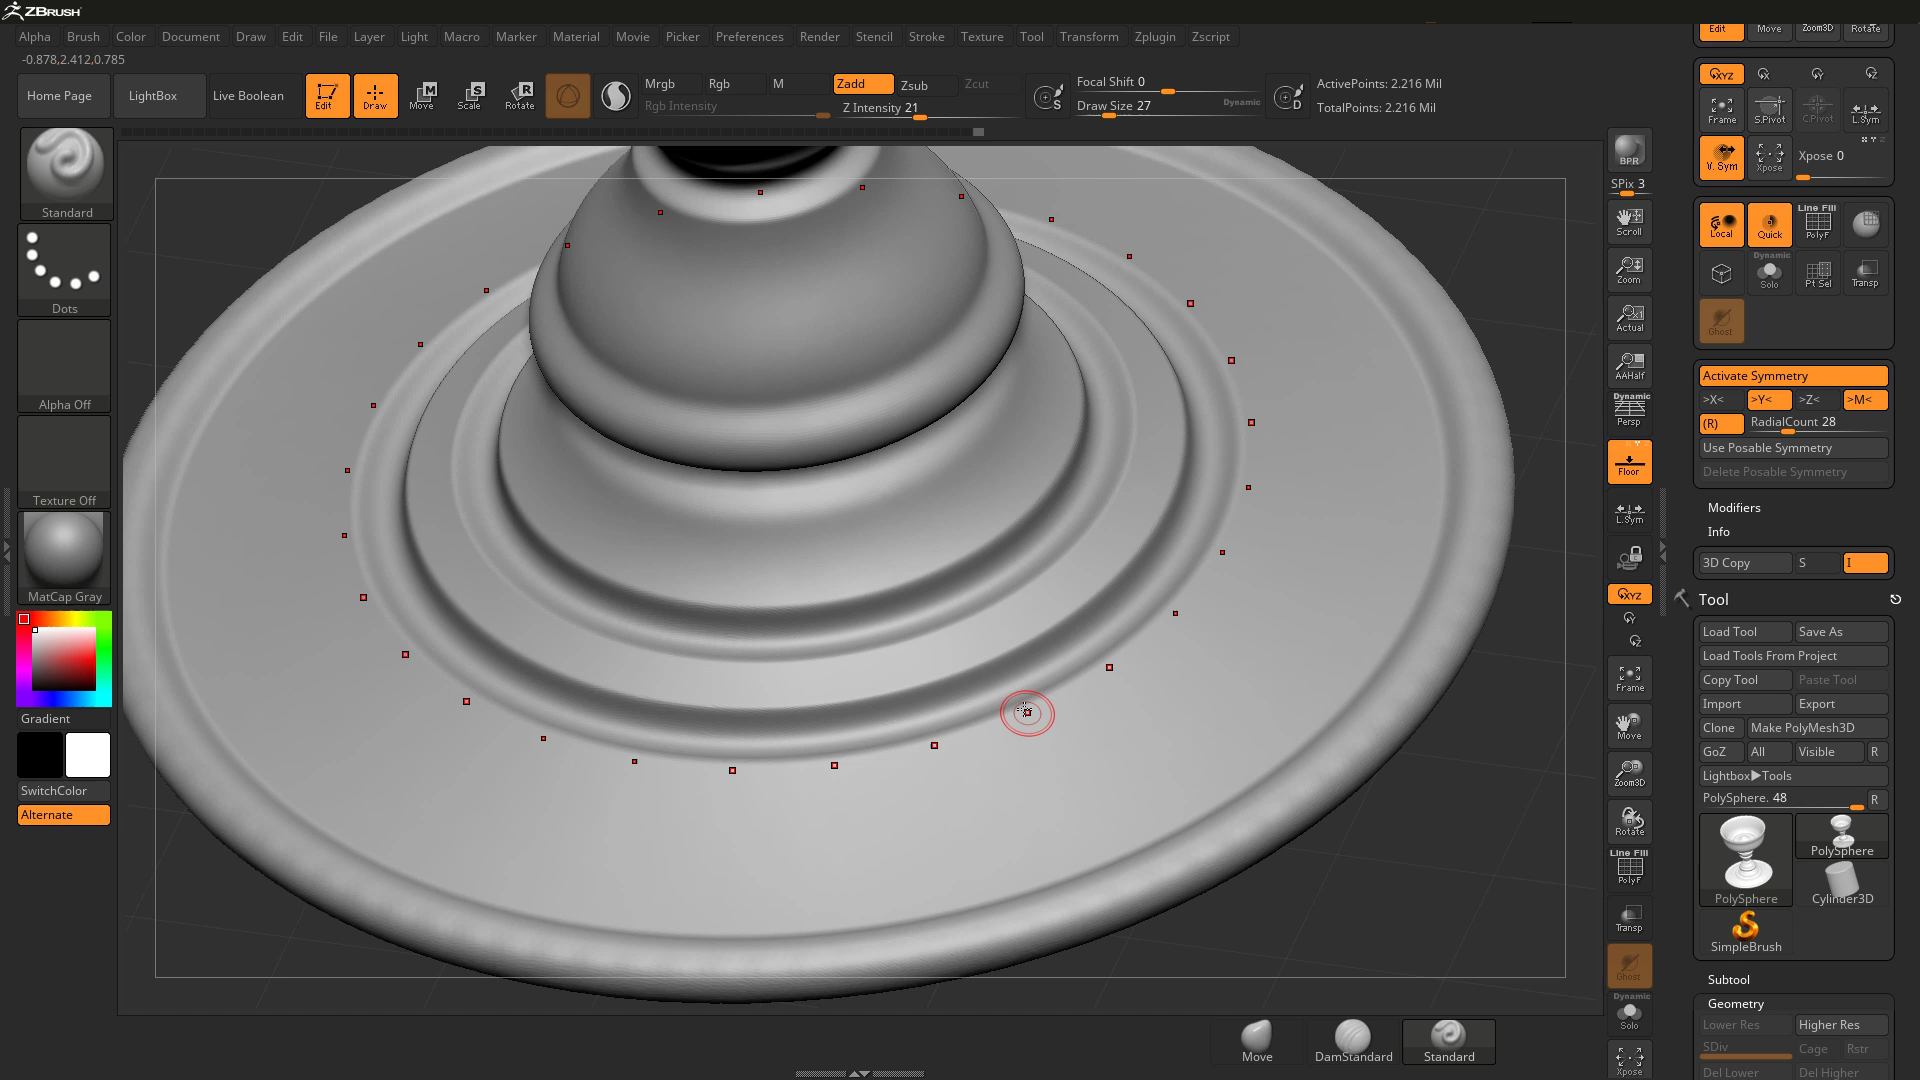 ZBRUSH
Alpha Brush Color Document Draw Edit File Layer Light Macro Marker Material Movie Picker Preferences Render Stencil Stroke Texture Tool Transform Zplugin Zscript
-0.878,2.412,0.785
Home Page LightBox Live Boolean Edit Draw Move Scale Rotate
Mrgb Rgb M Zadd Zsub Zcut
Rgb Intensity Z Intensity 21
Focal Shift 0
Draw Size 27 Dynamic
ActivePoints: 2.216 Mil
TotalPoints: 2.216 Mil
Standard
Dots
Alpha Off
Texture Off
MatCap Gray
Gradient
SwitchColor
Alternate
BPR
SPix 3
Scroll
Zoom
Actual
AAHalf
Dynamic
Persp
Floor
L.Sym
XYZ
Frame
Move
Zoom3D
Rotate
Line Fill
PolyF
Transp
Ghost
Dynamic
Solo
Xpose
Move DamStandard Standard
Edit Move Zoom3D Rotate
XYZ
Frame S.Pivot C.Pivot L.Sym
V. Sym Xpose Xpose 0
Local Quick Line Fill PolyF
Dynamic
Solo Pt Sel Transp
Ghost
Activate Symmetry
>X< >Y< >Z< >M<
(R) RadialCount 28
Use Posable Symmetry
Delete Posable Symmetry
Modifiers
Info
3D Copy S I
Tool
Load Tool Save As
Load Tools From Project
Copy Tool Paste Tool
Import Export
Clone Make PolyMesh3D
GoZ All Visible R
Lightbox▶Tools
PolySphere. 48 R
PolySphere PolySphere
Cylinder3D
SimpleBrush
Subtool
Geometry
Lower Res Higher Res
SDiv Cage Rstr
Del Lower Del Higher